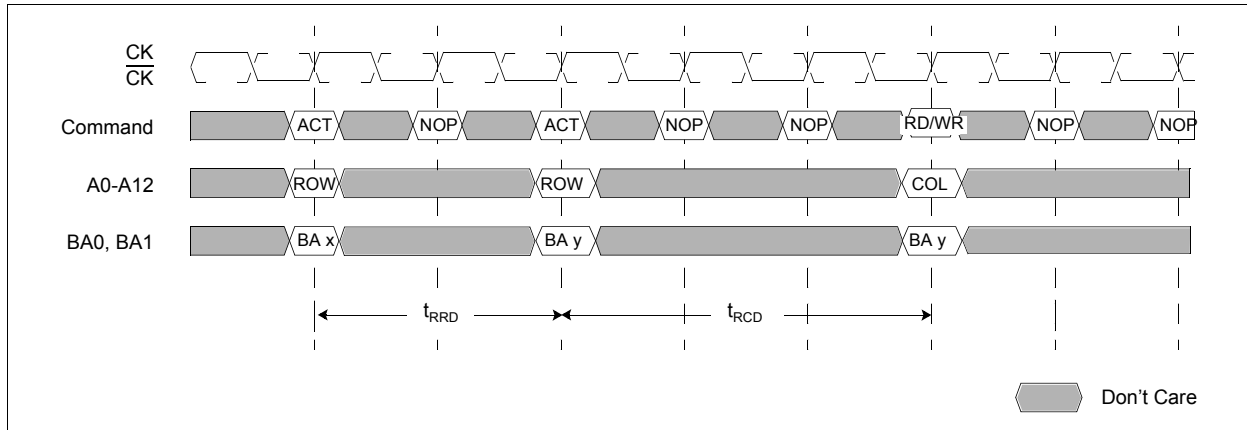 CK
CK
Command ACT NOP ACT NOP NOP RD/WR NOP NOP
A0-A12 ROW ROW COL
BA0, BA1 BA x BA y BA y
tRRD tRCD
Don't Care